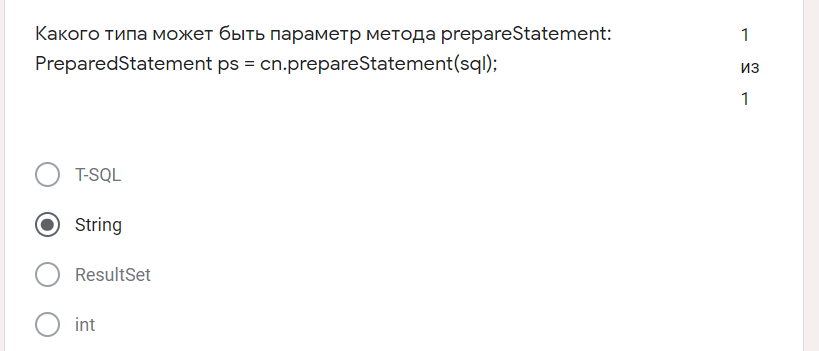 Какого типа может быть параметр метода prepareStatement:
PreparedStatement ps = cn.prepareStatement(sql);
1
из
1
T-SQL
String
ResultSet
int